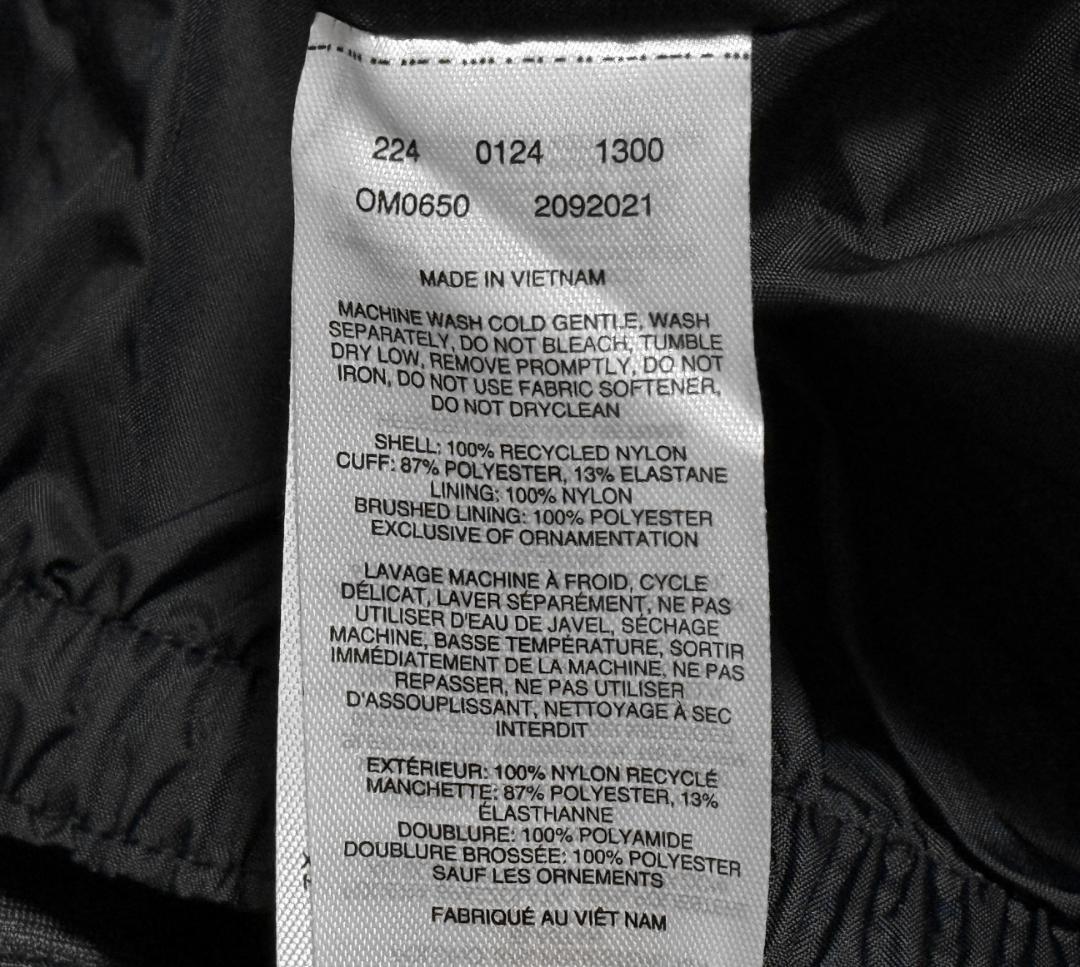 224 0124 1300
OM0650 2092021
MADE IN VIETNAM
MACHINE WASH COLD GENTLE, WASH
SEPARATELY, DO NOT BLEACH, TUMBLE
DRY LOW, REMOVE PROMPTLY, DO NOT
IRON, DO NOT USE FABRIC SOFTENER,
DO NOT DRYCLEAN
SHELL: 100% RECYCLED NYLON
CUFF: 87% POLYESTER, 13% ELASTANE
LINING: 100% NYLON
BRUSHED LINING: 100% POLYESTER
EXCLUSIVE OF ORNAMENTATION
LAVAGE MACHINE À FROID, CYCLE
DÉLICAT, LAVER SÉPARÉMENT, NE PAS
UTILISER D'EAU DE JAVEL, SÉCHAGE
MACHINE, BASSE TEMPÉRATURE, SORTIR
IMMÉDIATEMENT DE LA MACHINE, NE PAS
REPASSER, NE PAS UTILISER
D'ASSOUPLISSANT, NETTOYAGE À SEC
INTERDIT
EXTÉRIEUR: 100% NYLON RECYCLÉ
MANCHETTE: 87% POLYESTER, 13%
ÉLASTHANNE
DOUBLURE: 100% POLYAMIDE
DOUBLURE BROSSÉE: 100% POLYESTER
SAUF LES ORNEMENTS
FABRIQUÉ AU VIÊT NAM